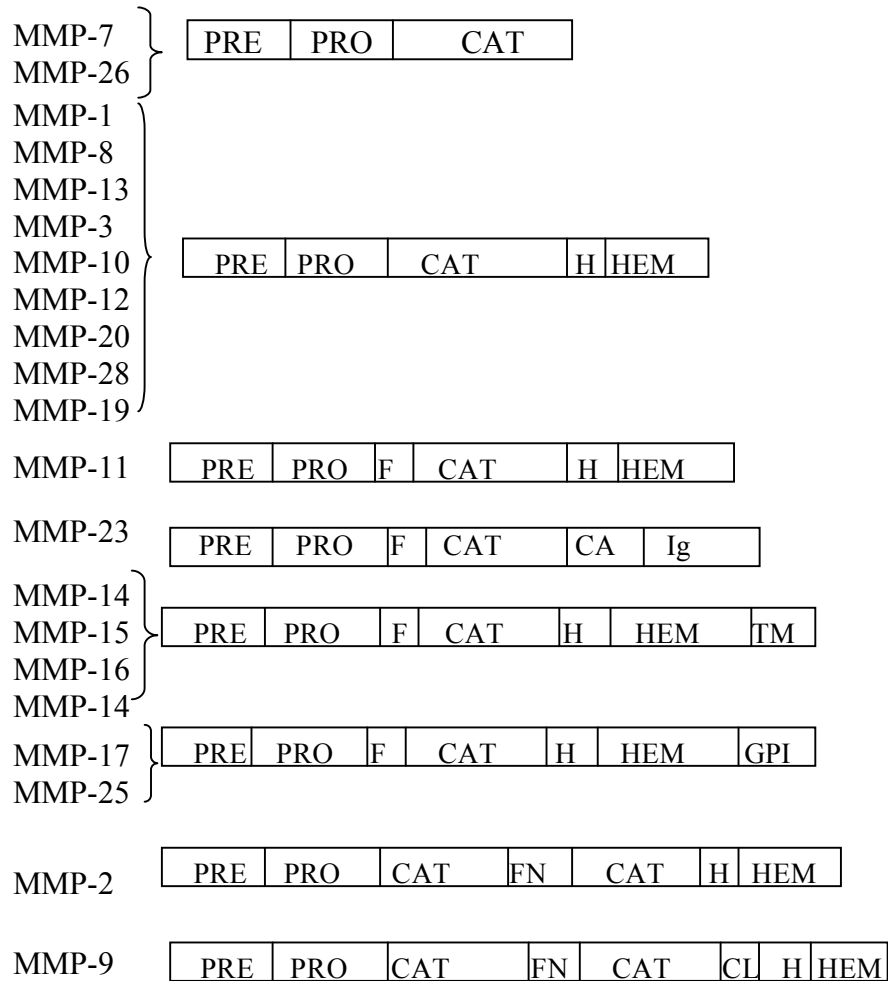 MMP-7
PRE PRO CAT
MMP-26
MMP-1
MMP-8
MMP-13
MMP-3
MMP-10
PRE PRO CAT H HEM
MMP-12
MMP-20
MMP-28
MMP-19
MMP-11
PRE PRO F CAT H HEM
MMP-23
PRE PRO F CAT CA Ig
MMP-14
MMP-15
PRE PRO F CAT H HEM TM
MMP-16
MMP-14
MMP-17
PRE PRO F CAT H HEM GPI
MMP-25
MMP-2
PRE PRO CAT FN CAT H HEM
MMP-9
PRE PRO CAT FN CAT CL H HEM